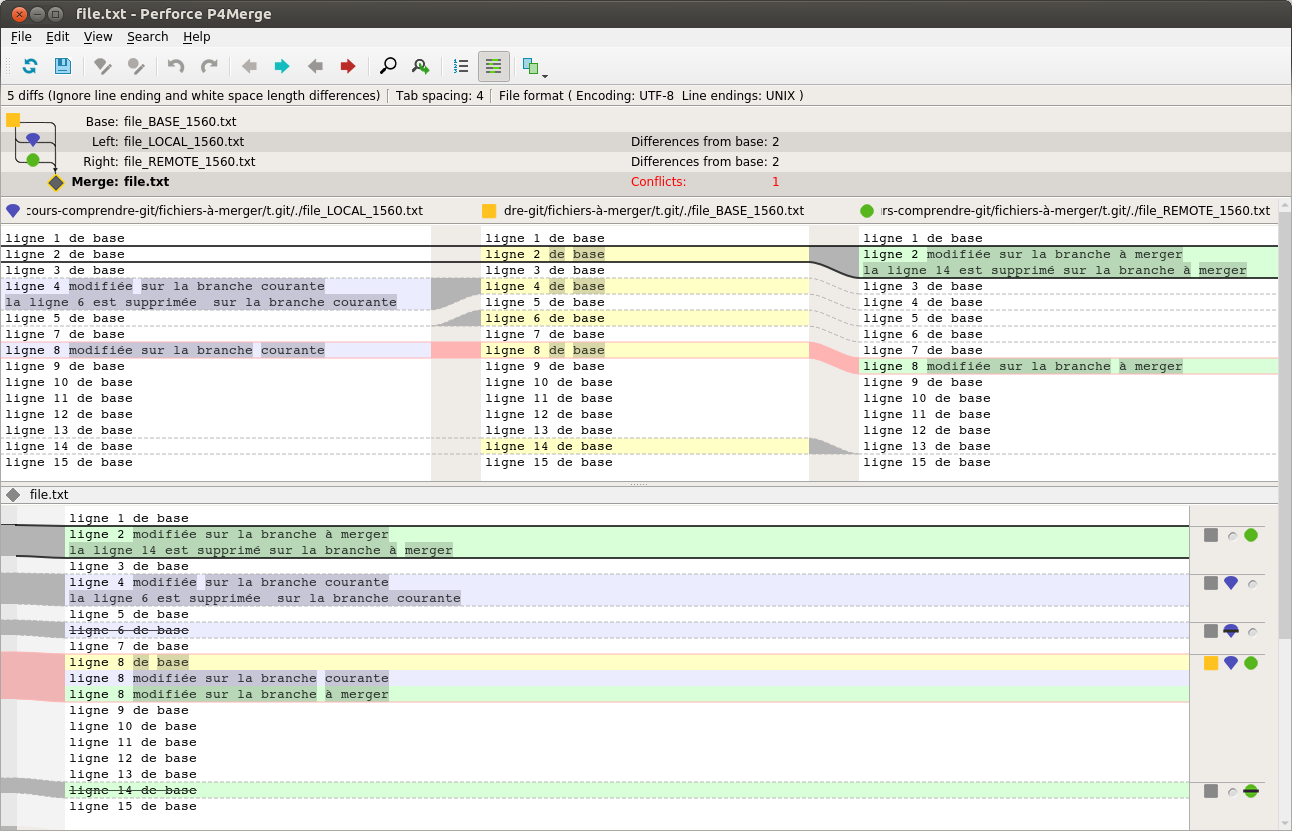 file.txt - Perforce P4Merge
File Edit View Search Help
5 diffs (Ignore line ending and white space length differences) Tab spacing: 4 File format ( Encoding: UTF-8 Line endings: UNIX )
Base: file_BASE_1560.txt
Left: file_LOCAL_1560.txt Differences from base: 2
Right: file_REMOTE_1560.txt Differences from base: 2
Merge: file.txt Conflicts: 1
cours-comprendre-git/fichiers-à-merger/t.git/./file_LOCAL_1560.txt
ligne 1 de base
ligne 2 de base
ligne 3 de base
ligne 4 modifiée sur la branche courante
la ligne 6 est supprimée  sur la branche courante
ligne 5 de base
ligne 7 de base
ligne 8 modifiée sur la branche courante
ligne 9 de base
ligne 10 de base
ligne 11 de base
ligne 12 de base
ligne 13 de base
ligne 14 de base
ligne 15 de base
dre-git/fichiers-à-merger/t.git/./file_BASE_1560.txt
ligne 1 de base
ligne 2 de base
ligne 3 de base
ligne 4 de base
ligne 5 de base
ligne 6 de base
ligne 7 de base
ligne 8 de base
ligne 9 de base
ligne 10 de base
ligne 11 de base
ligne 12 de base
ligne 13 de base
ligne 14 de base
ligne 15 de base
rs-comprendre-git/fichiers-à-merger/t.git/./file_REMOTE_1560.txt
ligne 1 de base
ligne 2 modifiée sur la branche à merger
la ligne 14 est supprimé sur la branche à merger
ligne 3 de base
ligne 4 de base
ligne 5 de base
ligne 6 de base
ligne 7 de base
ligne 8 modifiée sur la branche à merger
ligne 9 de base
ligne 10 de base
ligne 11 de base
ligne 12 de base
ligne 13 de base
ligne 15 de base
file.txt
ligne 1 de base
ligne 2 modifiée sur la branche à merger
la ligne 14 est supprimé sur la branche à merger
ligne 3 de base
ligne 4 modifiée sur la branche courante
la ligne 6 est supprimée  sur la branche courante
ligne 5 de base
ligne 6 de base
ligne 7 de base
ligne 8 de base
ligne 8 modifiée sur la branche courante
ligne 8 modifiée sur la branche à merger
ligne 9 de base
ligne 10 de base
ligne 11 de base
ligne 12 de base
ligne 13 de base
ligne 14 de base
ligne 15 de base